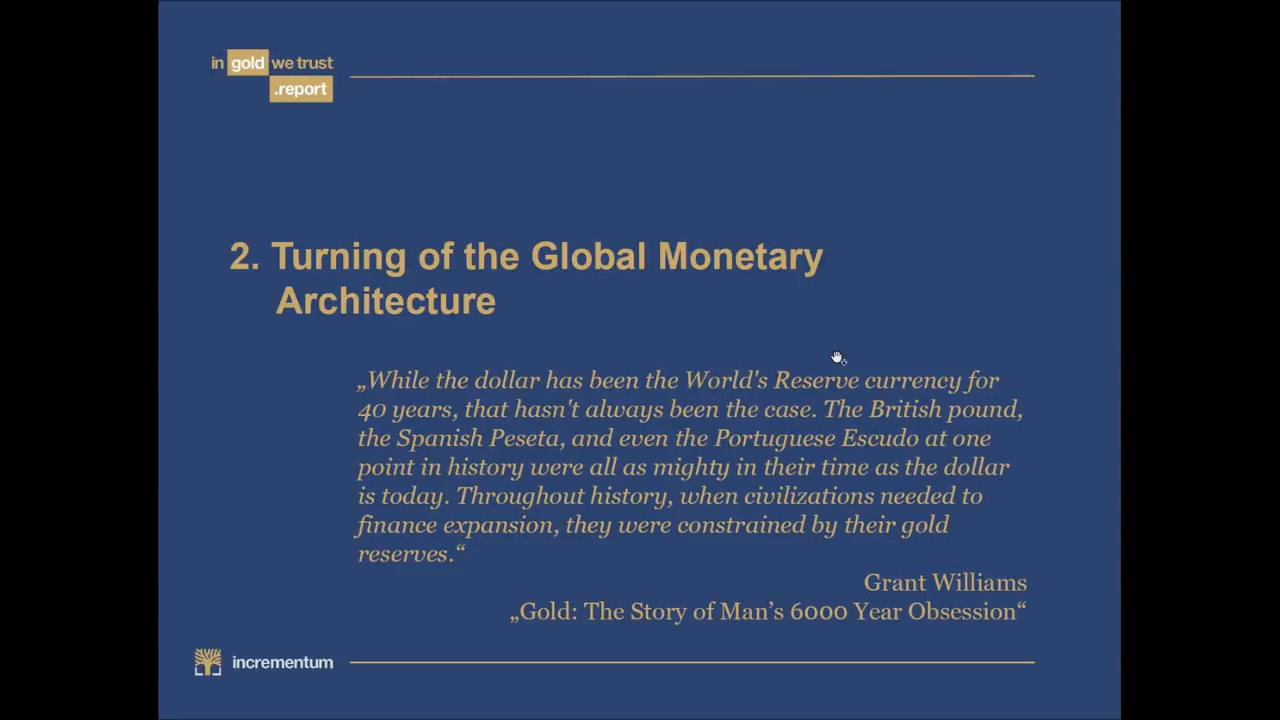 in gold we trust
.report
2. Turning of the Global Monetary
Architecture
„While the dollar has been the World's Reserve currency for
40 years, that hasn't always been the case. The British pound,
the Spanish Peseta, and even the Portuguese Escudo at one
point in history were all as mighty in their time as the dollar
is today. Throughout history, when civilizations needed to
finance expansion, they were constrained by their gold
reserves.“
Grant Williams
„Gold: The Story of Man’s 6000 Year Obsession“
incrementum